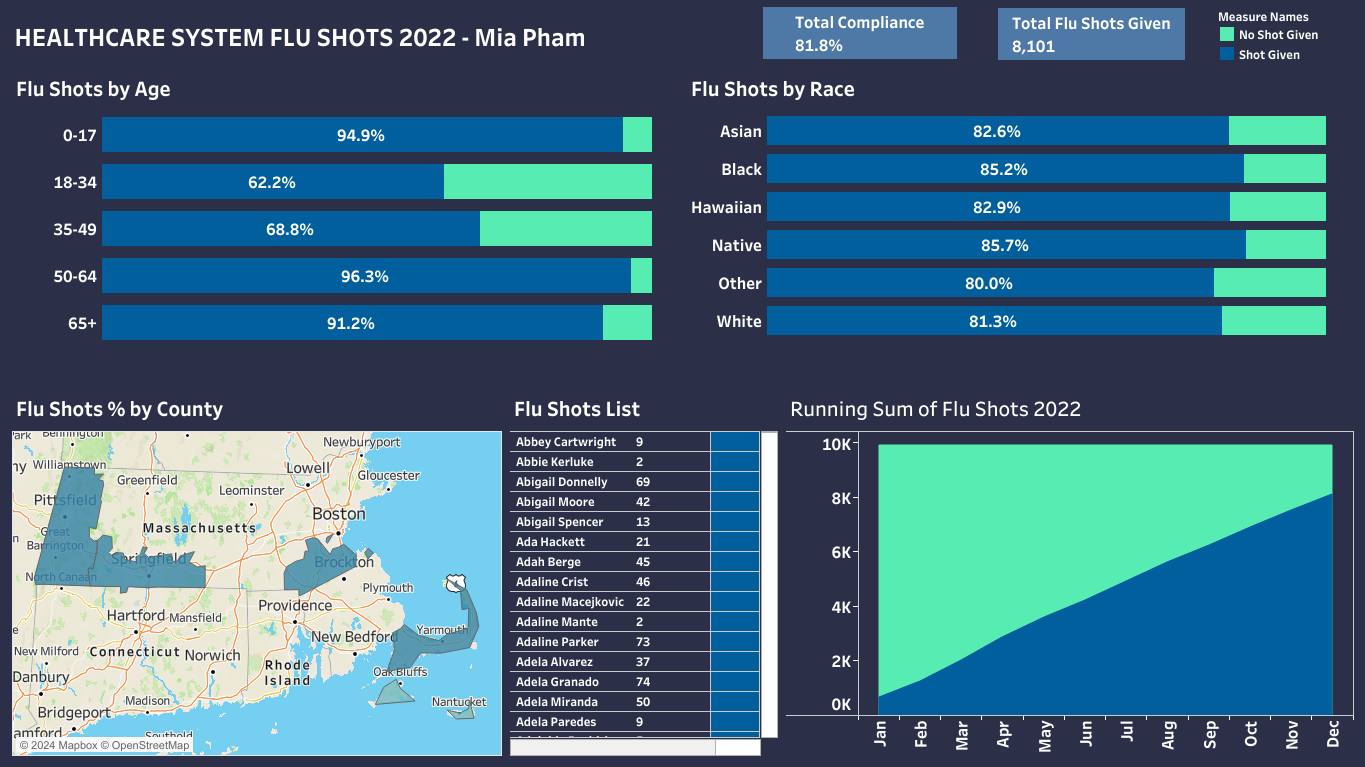 HEALTHCARE SYSTEM FLU SHOTS 2022 - Mia Pham
Total Compliance
81.8%
Total Flu Shots Given
8,101
Measure Names
No Shot Given
Shot Given
Flu Shots by Age
0-17 94.9%
18-34 62.2%
35-49 68.8%
50-64 96.3%
65+ 91.2%
Flu Shots by Race
Asian 82.6%
Black 85.2%
Hawaiian 82.9%
Native 85.7%
Other 80.0%
White 81.3%
Flu Shots % by County
Bennington
Newburyport
Williamstown
Lowell
Greenfield
Gloucester
Leominster
Pittsfield
Boston
Massachusetts
Great
Barrington
Springfield
Brockton
North Canaan
Plymouth
Providence
Hartford
Mansfield
New Bedford
Yarmouth
New Milford
Connecticut
Norwich
Rhode
Island
Oak Bluffs
Danbury
Madison
Nantucket
Bridgeport
© 2024 Mapbox © OpenStreetMap
Flu Shots List
Abbey Cartwright 9
Abbie Kerluke 2
Abigail Donnelly 69
Abigail Moore 42
Abigail Spencer 13
Ada Hackett 21
Adah Berge 45
Adaline Crist 46
Adaline Macejkovic 22
Adaline Mante 2
Adaline Parker 73
Adela Alvarez 37
Adela Granado 74
Adela Miranda 50
Adela Paredes 9
Running Sum of Flu Shots 2022
10K
8K
6K
4K
2K
0K
Jan Feb Mar Apr May Jun Jul Aug Sep Oct Nov Dec